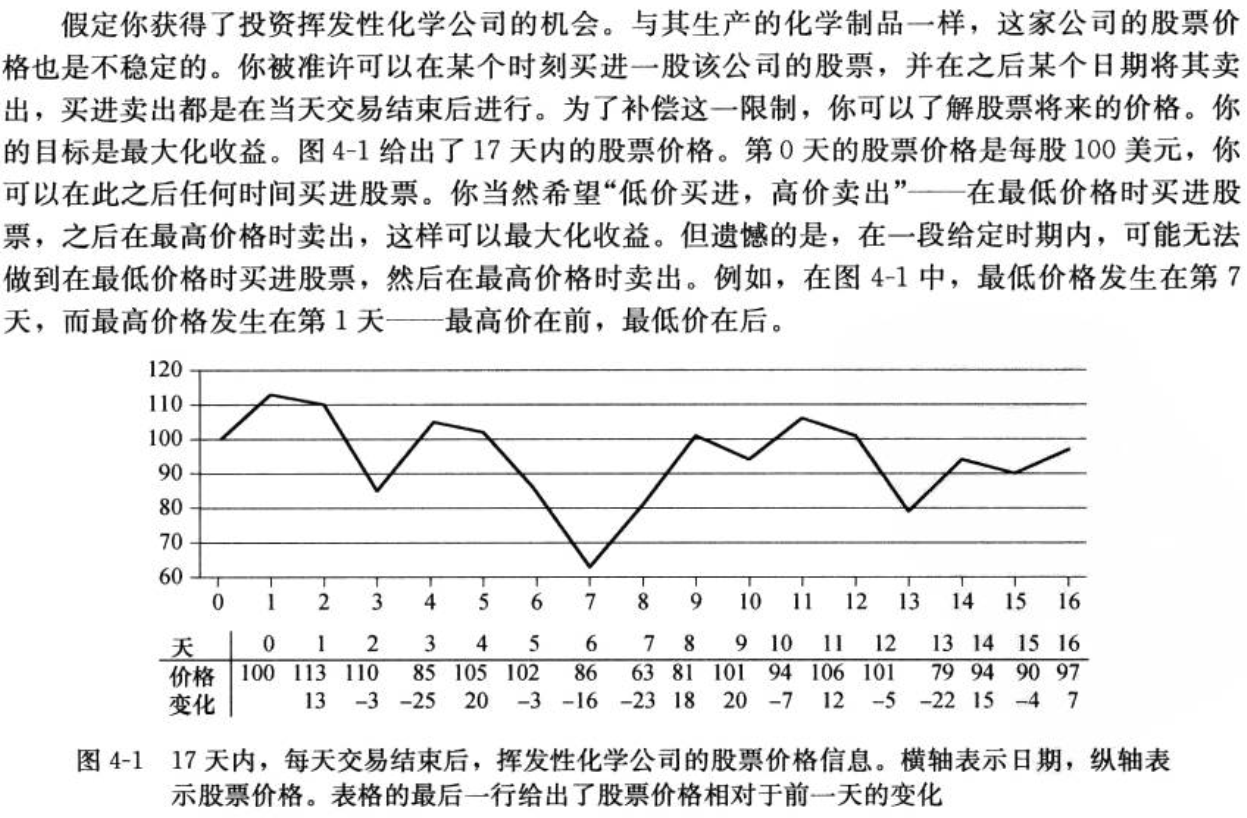 假定你获得了投资挥发性化学公司的机会。与其生产的化学制品一样，这家公司的股票价
格也是不稳定的。你被准许可以在某个时刻买进一股该公司的股票，并在之后某个日期将其卖
出，买进卖出都是在当天交易结束后进行。为了补偿这一限制，你可以了解股票将来的价格。你
的目标是最大化收益。图 4-1 给出了 17 天内的股票价格。第 0 天的股票价格是每股 100 美元，你
可以在此之后任何时间买进股票。你当然希望“低价买进，高价卖出”——在最低价格时买进股
票，之后在最高价格时卖出，这样可以最大化收益。但遗憾的是，在一段给定时期内，可能无法
做到在最低价格时买进股票，然后在最高价格时卖出。例如，在图 4-1 中，最低价格发生在第 7
天，而最高价格发生在第 1 天——最高价在前，最低价在后。
120
110
100
90
80
70
60
0 1 2 3 4 5 6 7 8 9 10 11 12 13 14 15 16
天 0 1 2 3 4 5 6 7 8 9 10 11 12 13 14 15 16
价格 100 113 110 85 105 102 86 63 81 101 94 106 101 79 94 90 97
变化 13 -3 -25 20 -3 -16 -23 18 20 -7 12 -5 -22 15 -4 7
图 4-1 17 天内，每天交易结束后，挥发性化学公司的股票价格信息。横轴表示日期，纵轴表
示股票价格。表格的最后一行给出了股票价格相对于前一天的变化